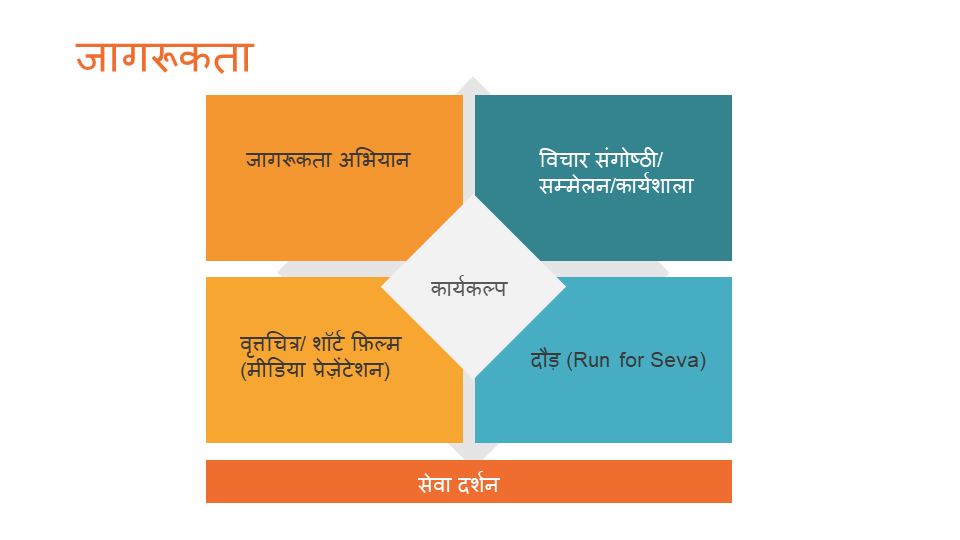 जागरूकता
जागरूकता अभियान
विचार संगोष्ठी/
सम्मेलन/कार्यशाला
कार्यकल्प
वृत्तचित्र/ शॉर्ट फ़िल्म
(मीडिया प्रेज़ेंटेशन)
दौड़ (Run for Seva)
सेवा दर्शन